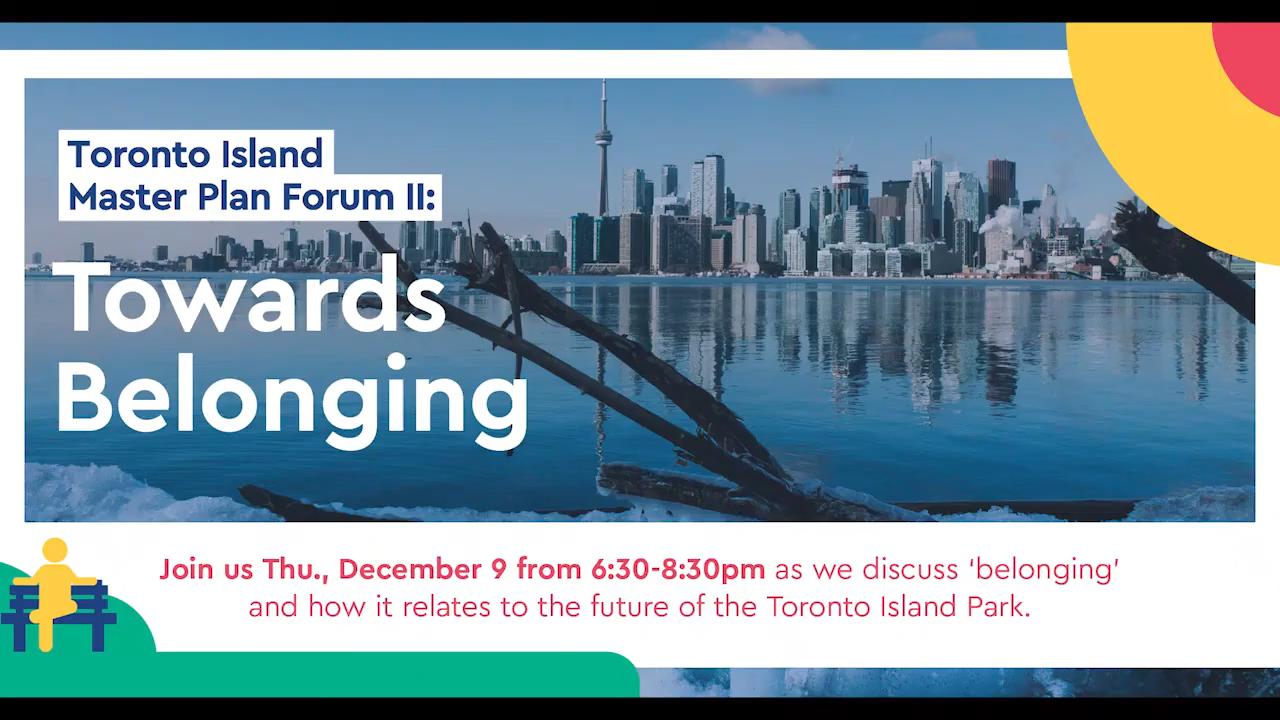 Toronto Island
Master Plan Forum II:
Towards
Belonging
Join us Thu., December 9 from 6:30-8:30pm as we discuss ‘belonging’
and how it relates to the future of the Toronto Island Park.